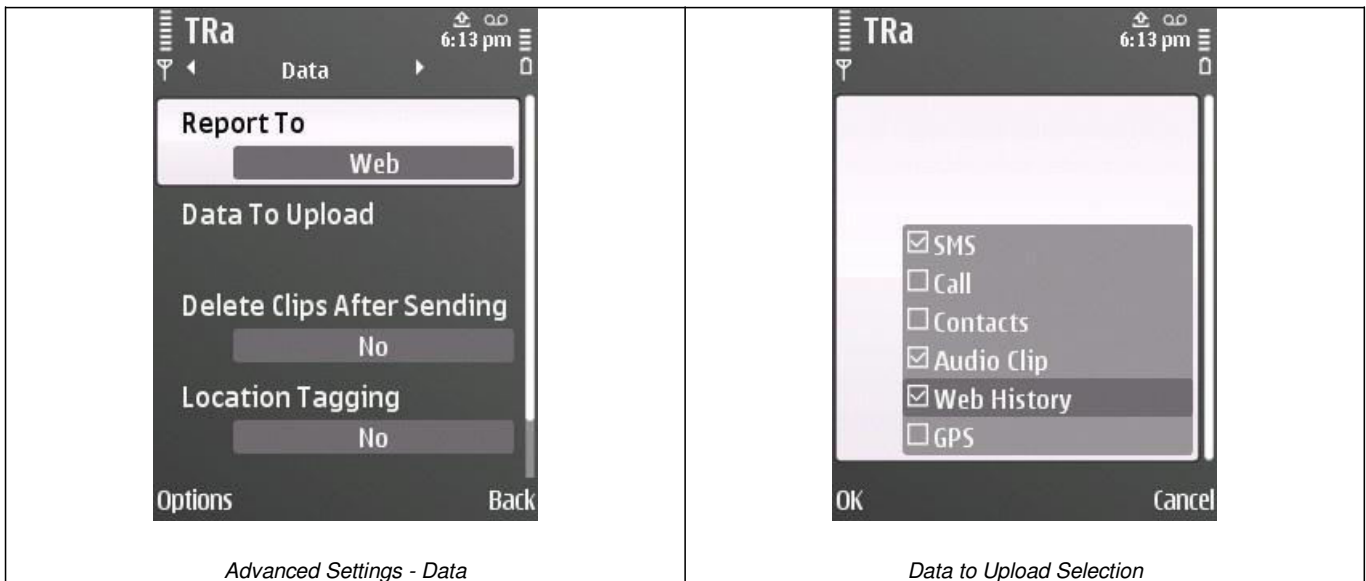 TRa
6:13 pm
Data
Report To
Web
Data To Upload
Delete Clips After Sending
No
Location Tagging
No
Options Back
Advanced Settings - Data
TRa
6:13 pm
SMS
Call
Contacts
Audio Clip
Web History
GPS
OK Cancel
Data to Upload Selection